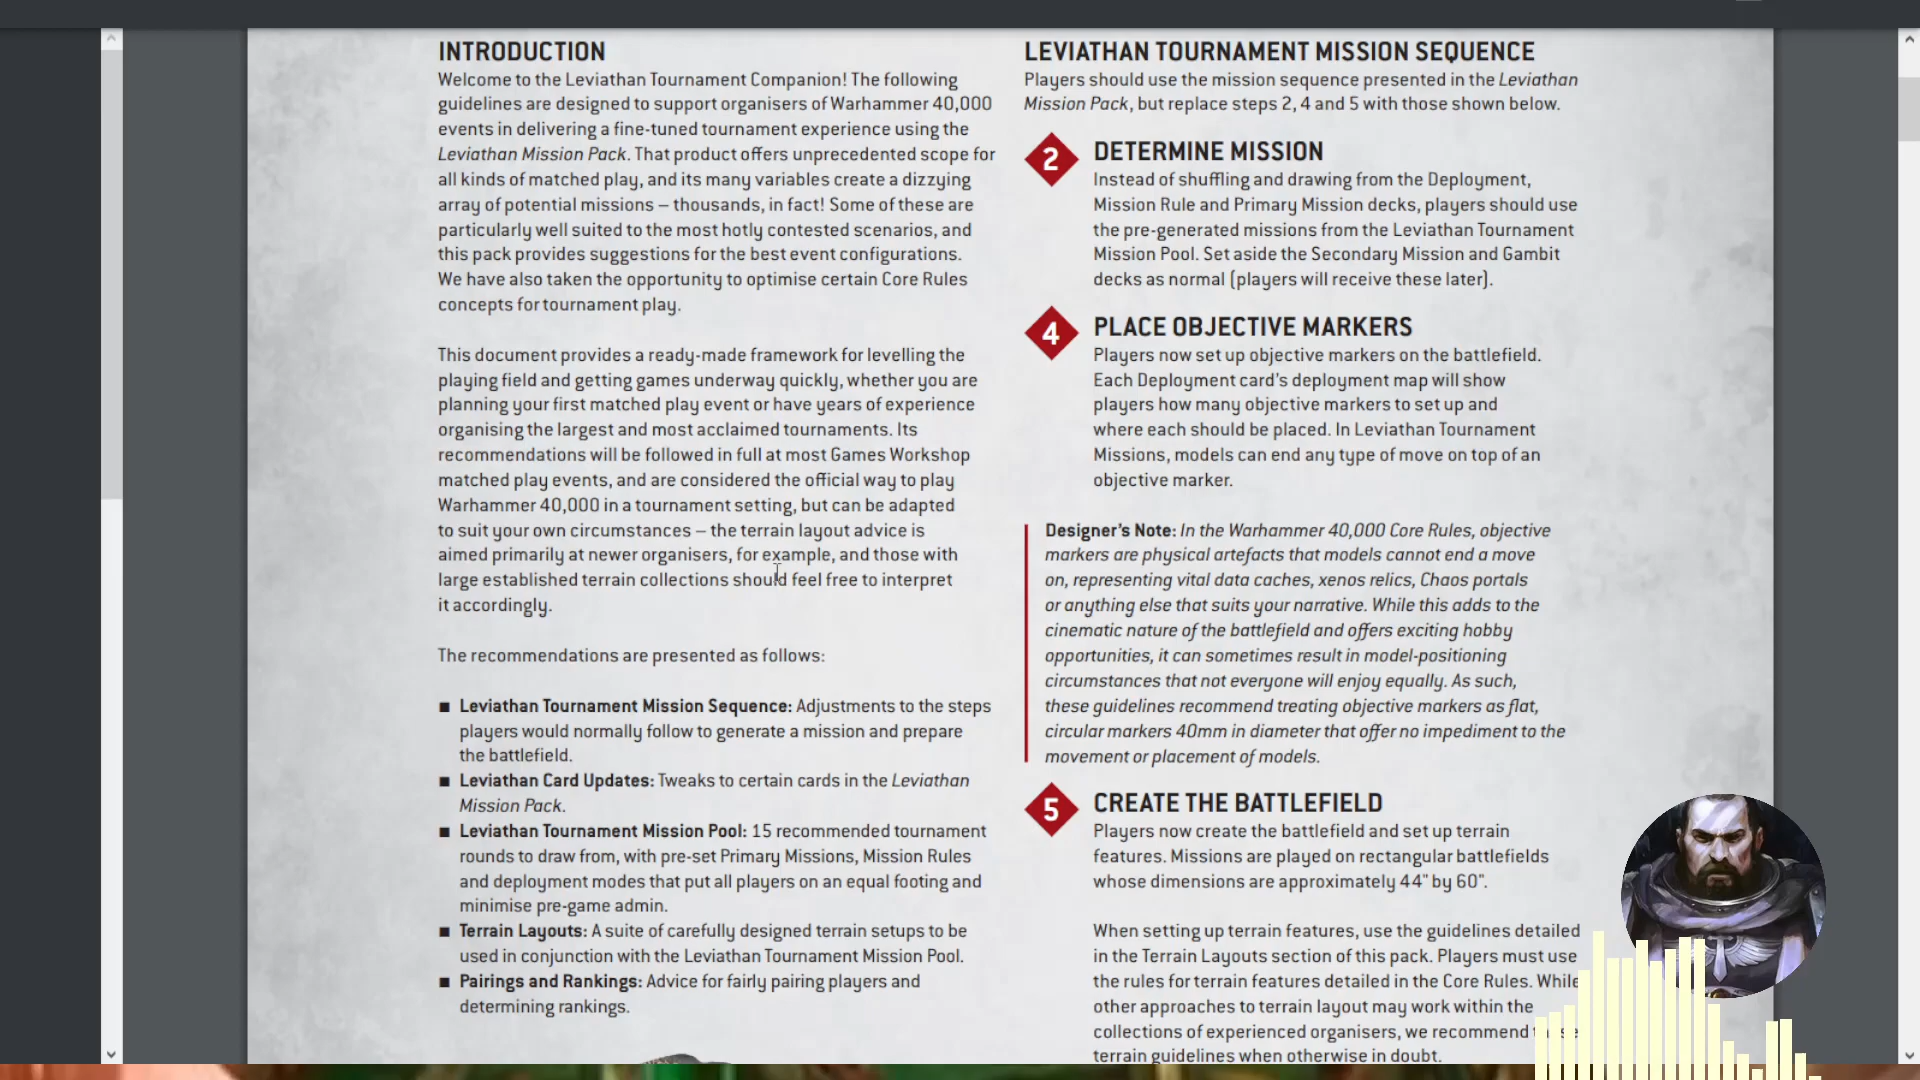 INTRODUCTION
Welcome to the Leviathan Tournament Companion! The following
guidelines are designed to support organisers of Warhammer 40,000
events in delivering a fine-tuned tournament experience using the
Leviathan Mission Pack. That product offers unprecedented scope for
all kinds of matched play, and its many variables create a dizzying
array of potential missions – thousands, in fact! Some of these are
particularly well suited to the most hotly contested scenarios, and
this pack provides suggestions for the best event configurations.
We have also taken the opportunity to optimise certain Core Rules
concepts for tournament play.
This document provides a ready-made framework for levelling the
playing field and getting games underway quickly, whether you are
planning your first matched play event or have years of experience
organising the largest and most acclaimed tournaments. Its
recommendations will be followed in full at most Games Workshop
matched play events, and are considered the official way to play
Warhammer 40,000 in a tournament setting, but can be adapted
to suit your own circumstances – the terrain layout advice is
aimed primarily at newer organisers, for example, and those with
large established terrain collections should feel free to interpret
it accordingly.
The recommendations are presented as follows:
■ Leviathan Tournament Mission Sequence: Adjustments to the steps
players would normally follow to generate a mission and prepare
the battlefield.
■ Leviathan Card Updates: Tweaks to certain cards in the Leviathan
Mission Pack.
■ Leviathan Tournament Mission Pool: 15 recommended tournament
rounds to draw from, with pre-set Primary Missions, Mission Rules
and deployment modes that put all players on an equal footing and
minimise pre-game admin.
■ Terrain Layouts: A suite of carefully designed terrain setups to be
used in conjunction with the Leviathan Tournament Mission Pool.
■ Pairings and Rankings: Advice for fairly pairing players and
determining rankings.
LEVIATHAN TOURNAMENT MISSION SEQUENCE
Players should use the mission sequence presented in the Leviathan
Mission Pack, but replace steps 2, 4 and 5 with those shown below.
2 DETERMINE MISSION
Instead of shuffling and drawing from the Deployment,
Mission Rule and Primary Mission decks, players should use
the pre-generated missions from the Leviathan Tournament
Mission Pool. Set aside the Secondary Mission and Gambit
decks as normal (players will receive these later).
4 PLACE OBJECTIVE MARKERS
Players now set up objective markers on the battlefield.
Each Deployment card's deployment map will show
players how many objective markers to set up and
where each should be placed. In Leviathan Tournament
Missions, models can end any type of move on top of an
objective marker.
Designer's Note: In the Warhammer 40,000 Core Rules, objective
markers are physical artefacts that models cannot end a move
on, representing vital data caches, xenos relics, Chaos portals
or anything else that suits your narrative. While this adds to the
cinematic nature of the battlefield and offers exciting hobby
opportunities, it can sometimes result in model-positioning
circumstances that not everyone will enjoy equally. As such,
these guidelines recommend treating objective markers as flat,
circular markers 40mm in diameter that offer no impediment to the
movement or placement of models.
5 CREATE THE BATTLEFIELD
Players now create the battlefield and set up terrain
features. Missions are played on rectangular battlefields
whose dimensions are approximately 44" by 60".
When setting up terrain features, use the guidelines detailed
in the Terrain Layouts section of this pack. Players must use
the rules for terrain features detailed in the Core Rules. While
other approaches to terrain layout may work within the
collections of experienced organisers, we recommend
terrain guidelines when otherwise in doubt.